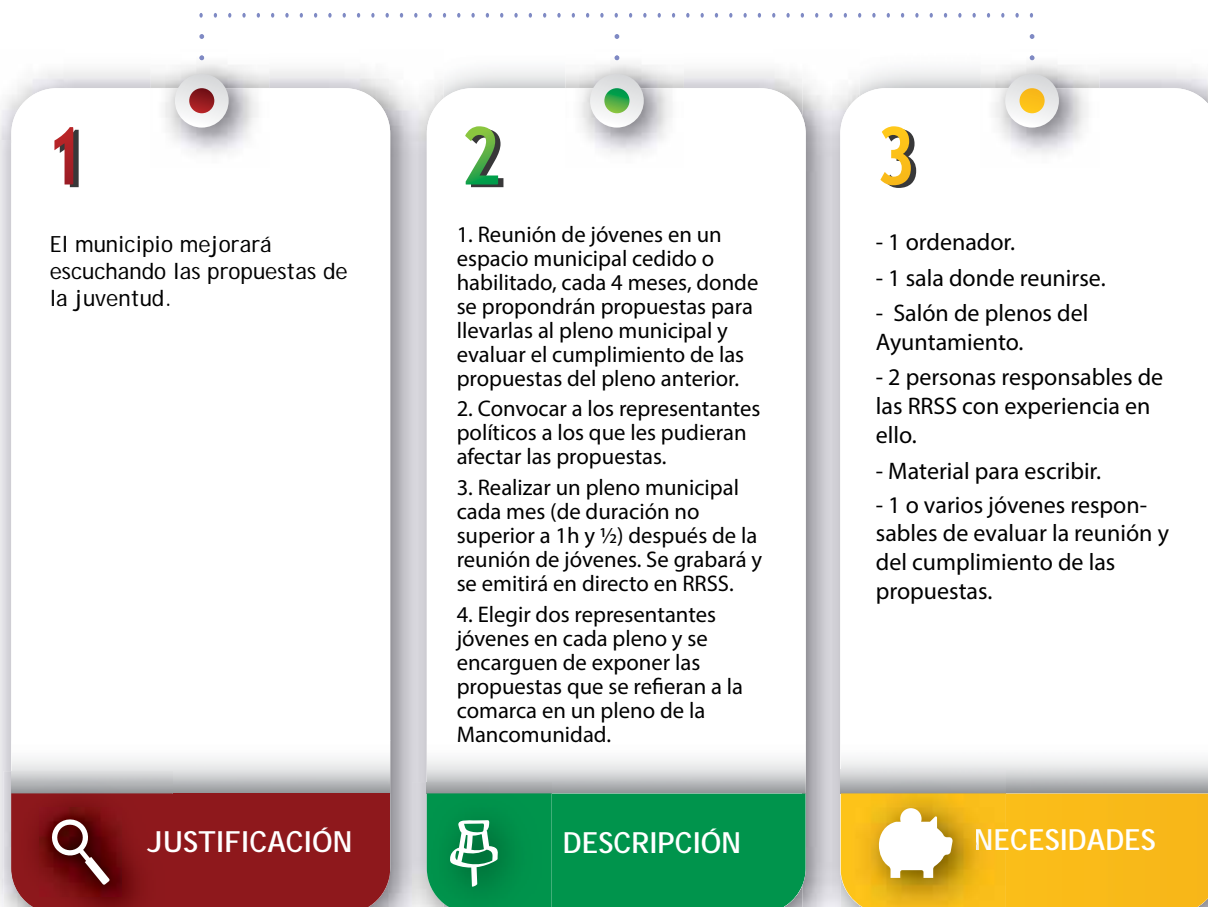 1
El municipio mejorará
escuchando las propuestas de
la juventud.
JUSTIFICACIÓN
2
1. Reunión de jóvenes en un
espacio municipal cedido o
habilitado, cada 4 meses, donde
se propondrán propuestas para
llevarlas al pleno municipal y
evaluar el cumplimiento de las
propuestas del pleno anterior.
2. Convocar a los representantes
políticos a los que les pudieran
afectar las propuestas.
3. Realizar un pleno municipal
cada mes (de duración no
superior a 1h y ½) después de la
reunión de jóvenes. Se grabará y
se emitirá en directo en RRSS.
4. Elegir dos representantes
jóvenes en cada pleno y se
encarguen de exponer las
propuestas que se refieran a la
comarca en un pleno de la
Mancomunidad.
DESCRIPCIÓN
3
- 1 ordenador.
- 1 sala donde reunirse.
- Salón de plenos del
Ayuntamiento.
- 2 personas responsables de
las RRSS con experiencia en
ello.
- Material para escribir.
- 1 o varios jóvenes respon-
sables de evaluar la reunión y
del cumplimiento de las
propuestas.
NECESIDADES